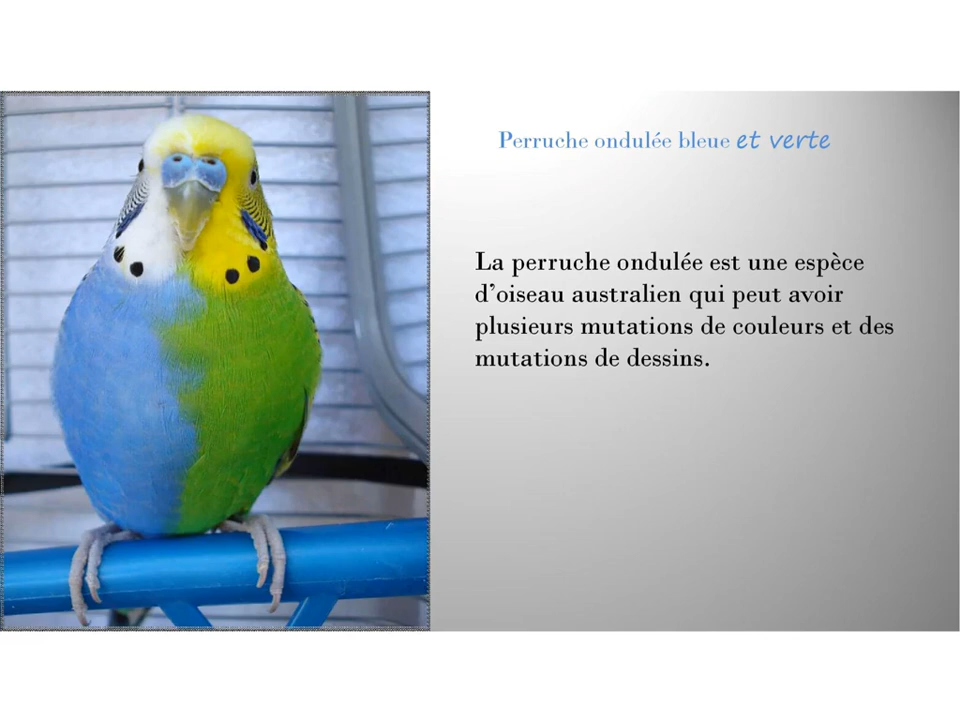 Perruche ondulée bleue et verte
La perruche ondulée est une espèce
d’oiseau australien qui peut avoir
plusieurs mutations de couleurs et des
mutations de dessins.